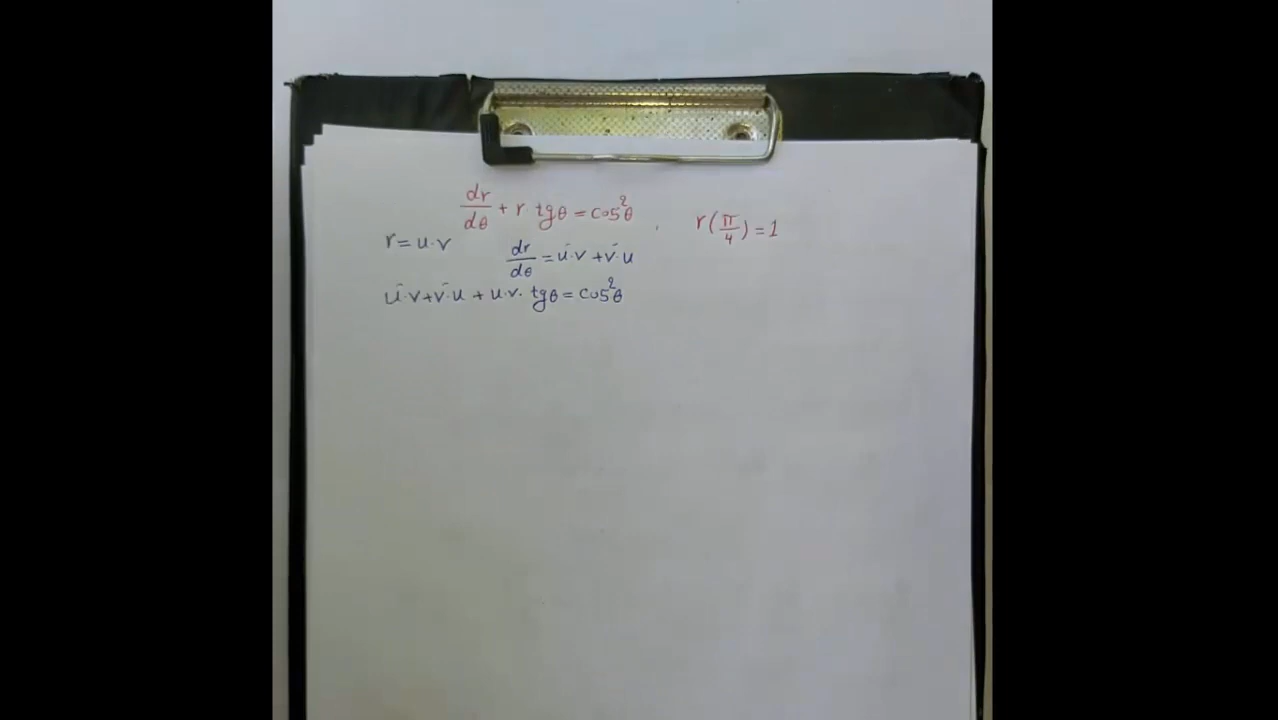 dr/dθ + r · tgθ = cos²θ , r(π/4) = 1
r = u·v dr/dθ = u̅·v + v̅·u
u̅·v + v̅·u + u·v· tgθ = cos²θ